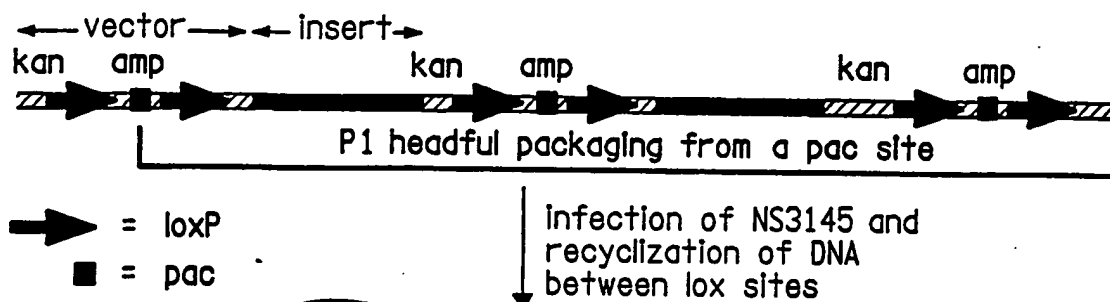 vector insert
kan amp kan amp kan amp
P1 headful packaging from a pac site
= loxP
= pac
infection of NS3145 and
recyclization of DNA
between lox sites